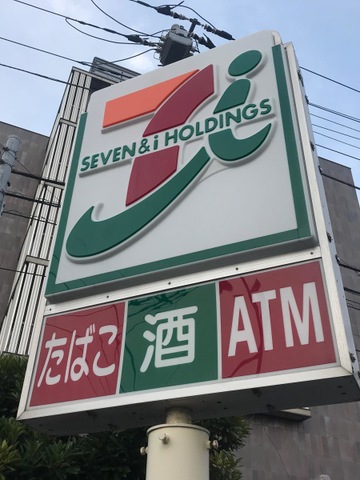 SEVEN & i HOLDINGS
たばこ
酒
ATM